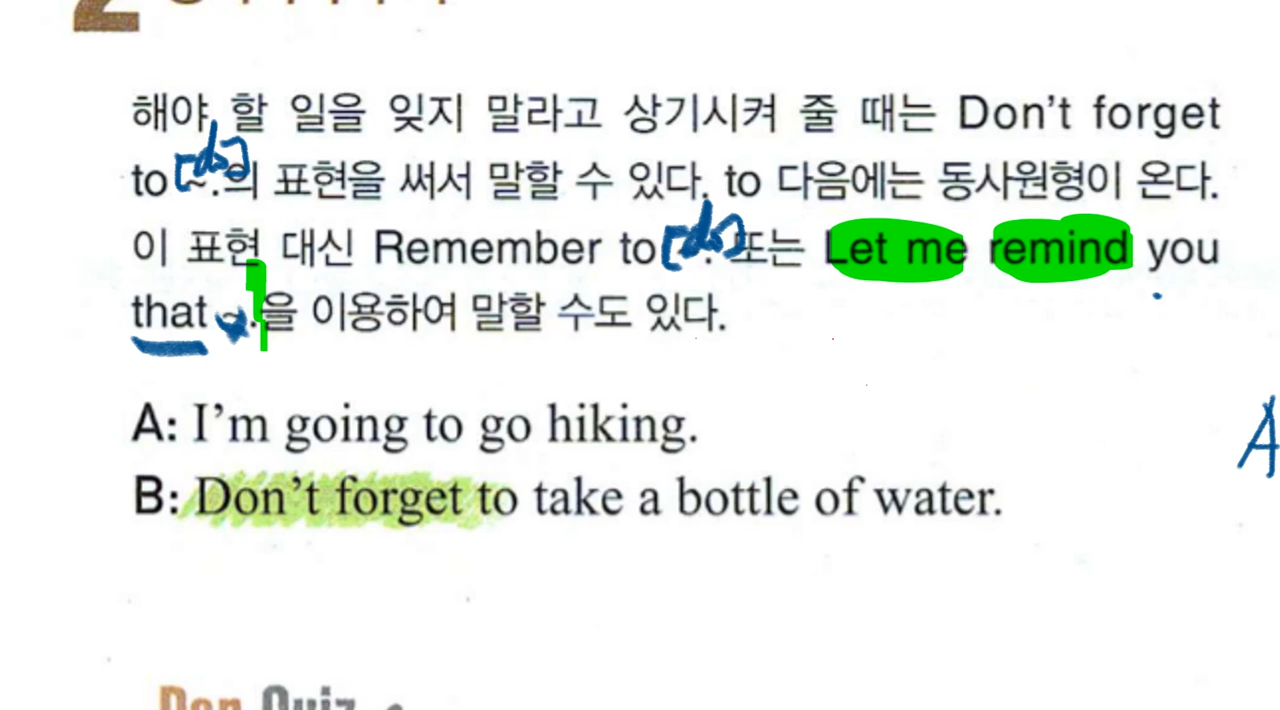 2
해야 할 일을 잊지 말라고 상기시켜 줄 때는 Don't forget
to [do] ~.의 표현을 써서 말할 수 있다. to 다음에는 동사원형이 온다.
이 표현 대신 Remember to [do] . 또는 Let me remind you
that ~.을 이용하여 말할 수도 있다.
A: I'm going to go hiking.
A
B: Don't forget to take a bottle of water.
Quiz